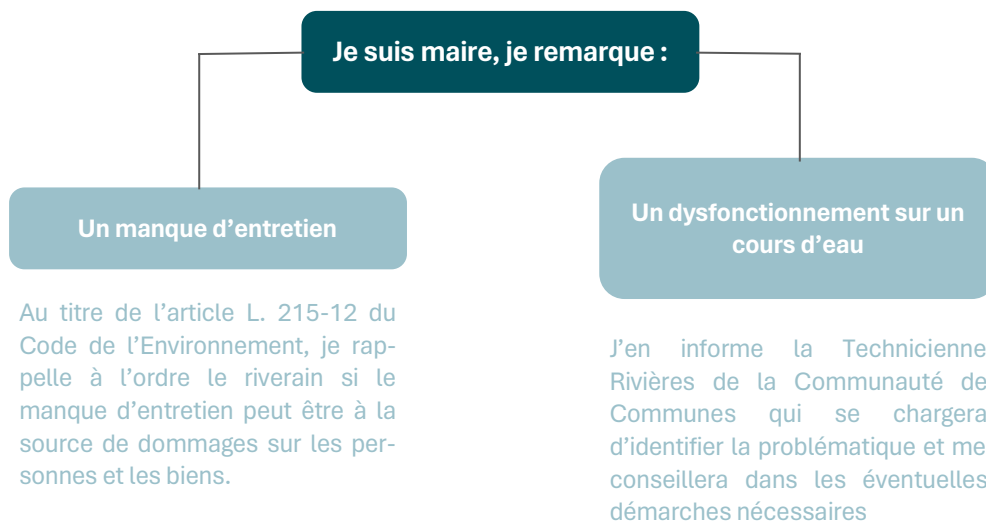 Je suis maire, je remarque :
Un manque d’entretien
Au titre de l’article L. 215-12 du
Code de l’Environnement, je rap-
pelle à l’ordre le riverain si le
manque d’entretien peut être à la
source de dommages sur les per-
sonnes et les biens.
Un dysfonctionnement sur un
cours d’eau
J’en informe la Technicienne
Rivières de la Communauté de
Communes qui se chargera
d’identifier la problématique et me
conseillera dans les éventuelles
démarches nécessaires